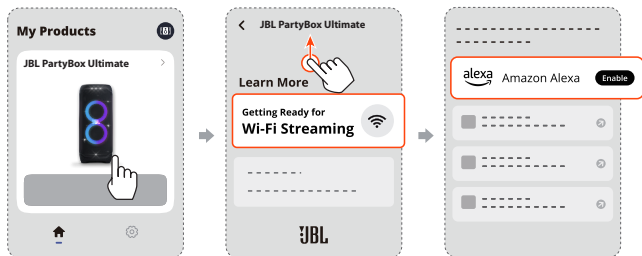 My Products
JBL PartyBox Ultimate
JBL PartyBox Ultimate
Learn More
Getting Ready for
Wi-Fi Streaming
JBL
alexa Amazon Alexa Enable